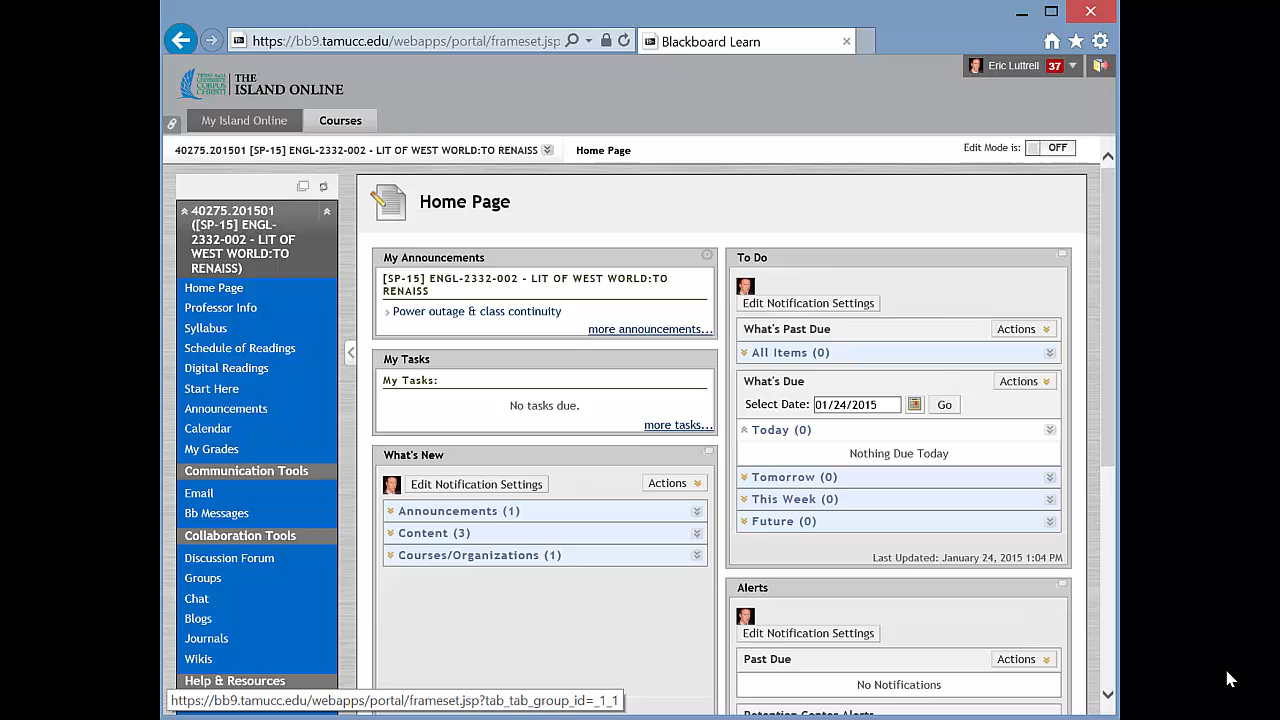 https://bb9.tamucc.edu/webapps/portal/frameset.jsp
Blackboard Learn
TEXAS A&M UNIVERSITY CORPUS CHRISTI
THE
ISLAND ONLINE
Eric Luttrell 37
My Island Online
Courses
40275.201501 [SP-15] ENGL-2332-002 - LIT OF WEST WORLD:TO RENAISS
Home Page
Edit Mode is: OFF
40275.201501
([SP-15] ENGL-
2332-002 - LIT OF
WEST WORLD:TO
RENAISS)
Home Page
Professor Info
Syllabus
Schedule of Readings
Digital Readings
Start Here
Announcements
Calendar
My Grades
Communication Tools
Email
Bb Messages
Collaboration Tools
Discussion Forum
Groups
Chat
Blogs
Journals
Wikis
Help & Resources
Home Page
My Announcements
[SP-15] ENGL-2332-002 - LIT OF WEST WORLD:TO
RENAISS
Power outage & class continuity
more announcements...
My Tasks
My Tasks:
No tasks due.
more tasks...
What's New
Edit Notification Settings
Actions
Announcements (1)
Content (3)
Courses/Organizations (1)
To Do
Edit Notification Settings
What's Past Due
Actions
All Items (0)
What's Due
Actions
Select Date: 01/24/2015 Go
Today (0)
Nothing Due Today
Tomorrow (0)
This Week (0)
Future (0)
Last Updated: January 24, 2015 1:04 PM
Alerts
Edit Notification Settings
Past Due
Actions
No Notifications
Retention Center Alerts
https://bb9.tamucc.edu/webapps/portal/frameset.jsp?tab_tab_group_id=_1_1